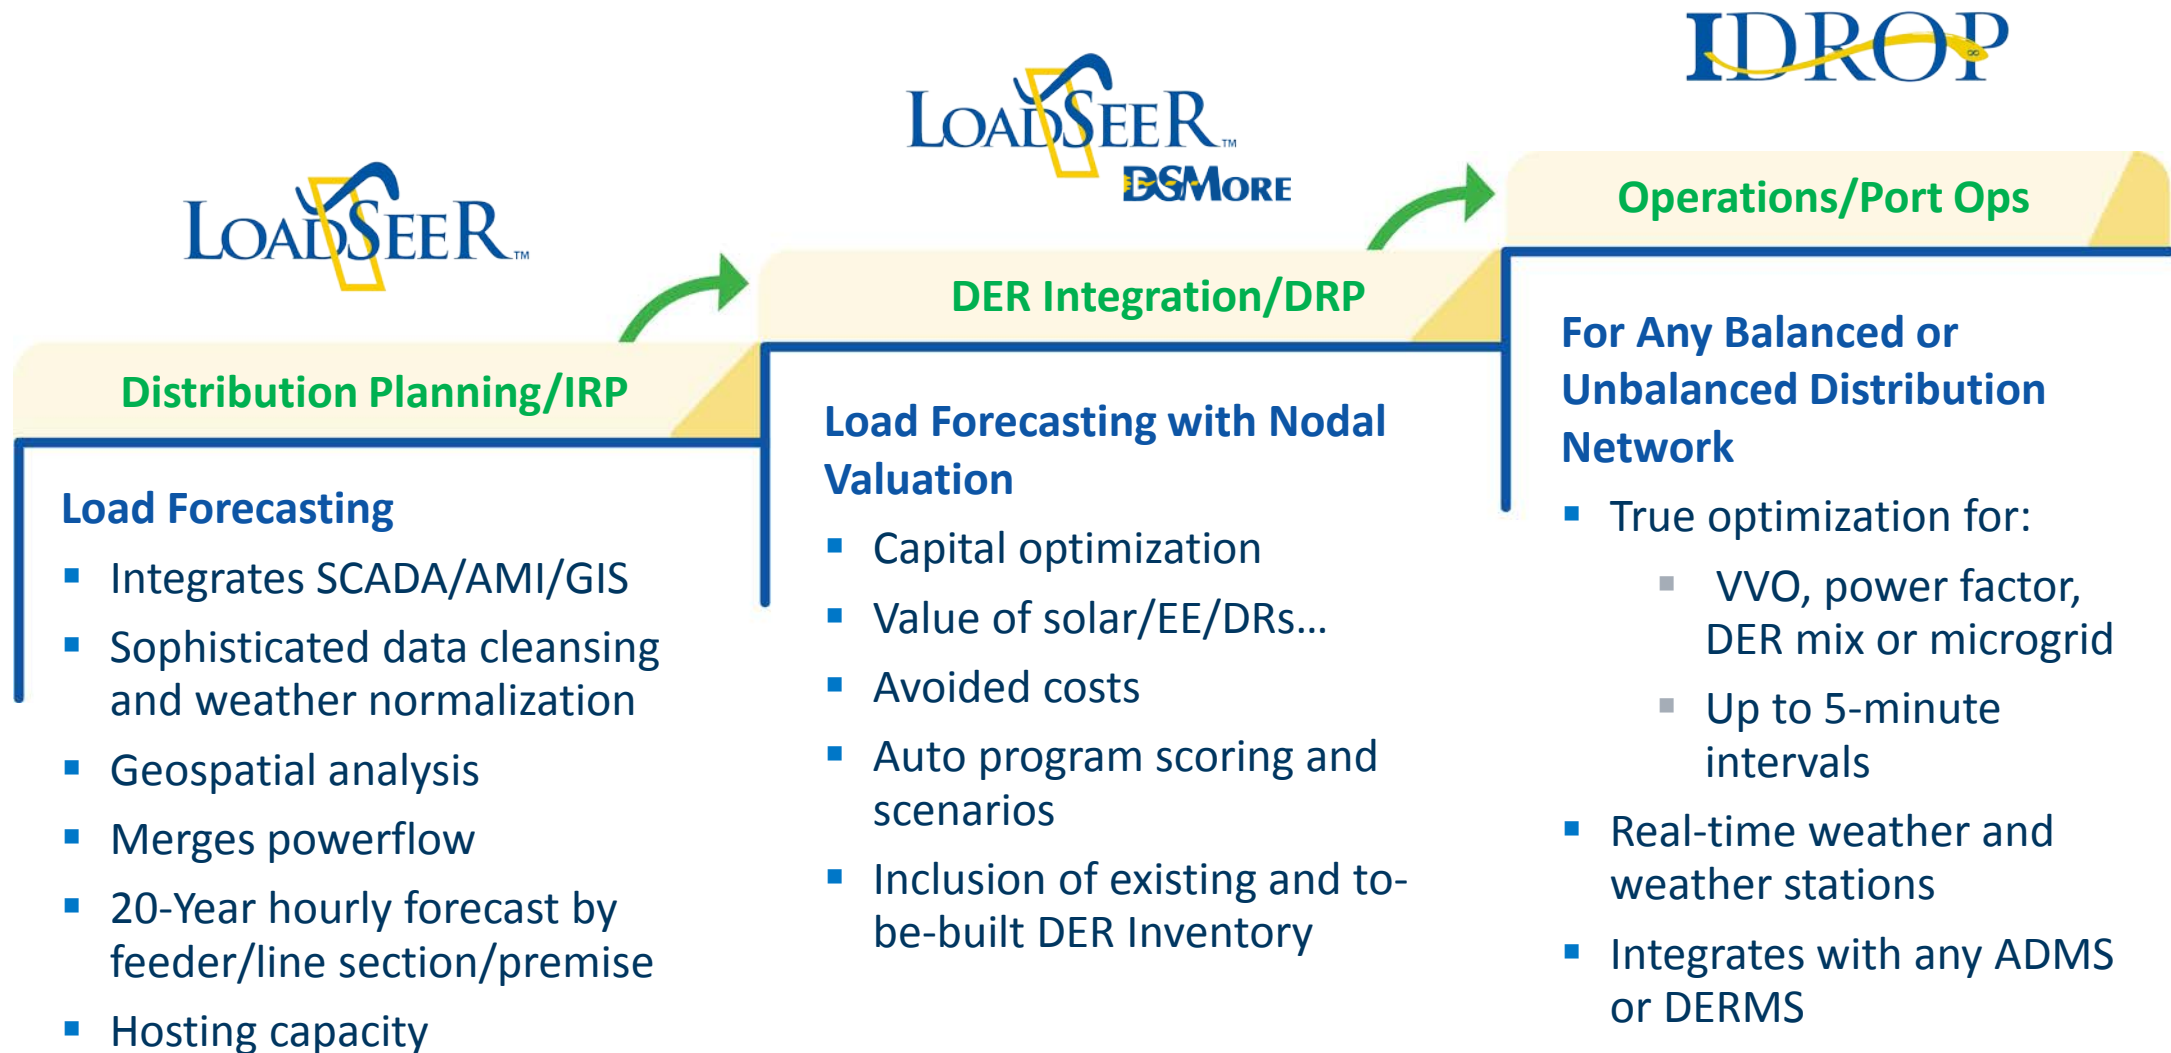 LOADSEER™
Distribution Planning/IRP
Load Forecasting
▪ Integrates SCADA/AMI/GIS
▪ Sophisticated data cleansing
and weather normalization
▪ Geospatial analysis
▪ Merges powerflow
▪ 20-Year hourly forecast by
feeder/line section/premise
▪ Hosting capacity
LOADSEER™
DSMORE
DER Integration/DRP
Load Forecasting with Nodal
Valuation
▪ Capital optimization
▪ Value of solar/EE/DRs…
▪ Avoided costs
▪ Auto program scoring and
scenarios
▪ Inclusion of existing and to-
be-built DER Inventory
IDROP
Operations/Port Ops
For Any Balanced or
Unbalanced Distribution
Network
▪ True optimization for:
▪ VVO, power factor,
DER mix or microgrid
▪ Up to 5-minute
intervals
▪ Real-time weather and
weather stations
▪ Integrates with any ADMS
or DERMS